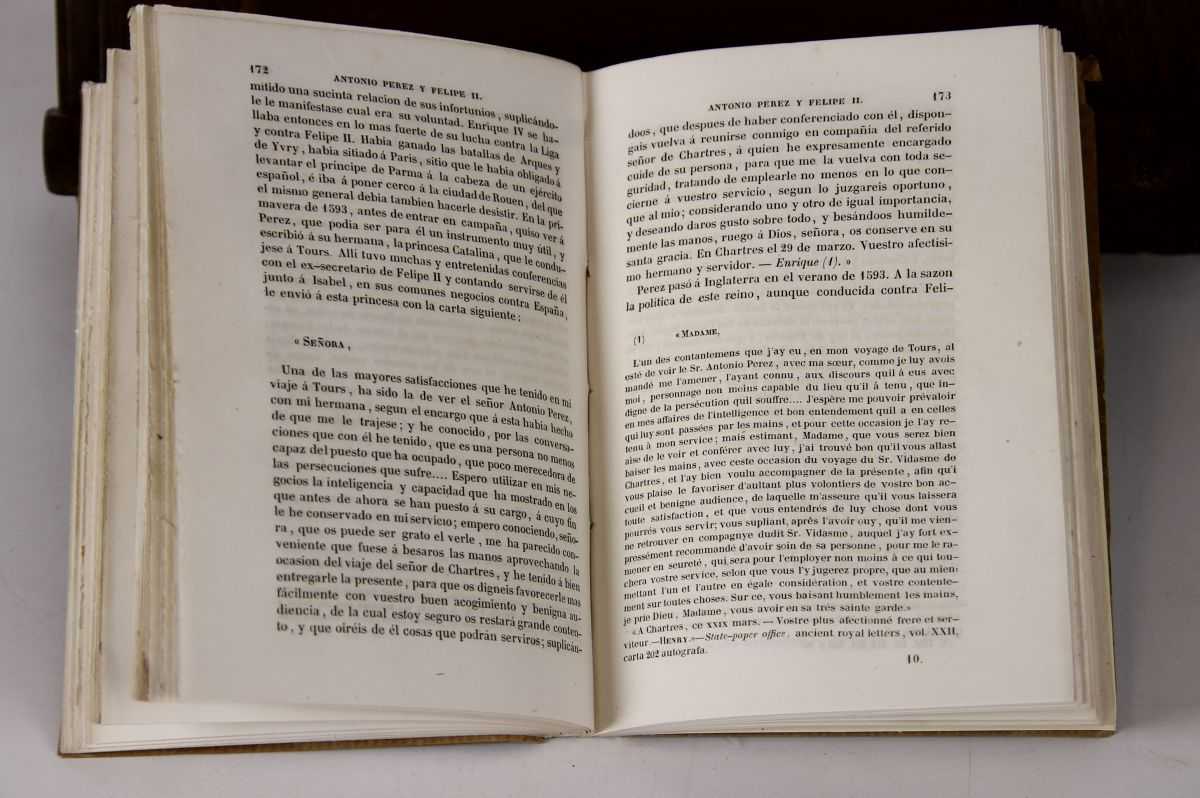 172
ANTONIO PEREZ Y FELIPE II.
mitido una sucinta relacion de sus infortunios, suplicándo-
le le manifestase cual era su voluntad. Enrique IV se ha-
llaba entonces en lo mas fuerte de su lucha contra la Liga
y contra Felipe II. Habia ganado las batallas de Arques y
de Yvry, habia sitiado á Paris, sitio que le habia obligado á
levantar el príncipe de Parma á la cabeza de un ejército
español, é iba á poner cerco á la ciudad de Rouen, del que
el mismo general debia tambien hacerle desistir. En la pri-
mavera de 1593, antes de entrar en campaña, quiso ver á
Perez, que podia ser para él un instrumento muy útil, y
escribió á su hermana, la princesa Catalina, que le condu-
jese á Tours. Alli tuvo muchas y entretenidas conferencias
con el ex-secretario de Felipe II y contando servirse de él
junto á Isabel, en sus comunes negocios contra España,
le envió á esta princesa con la carta siguiente:
« SEÑORA,
Una de las mayores satisfacciones que he tenido en mi
viaje á Tours, ha sido la de ver el señor Antonio Perez,
con mi hermana, segun el encargo que á esta habia hecho
de que me le trajese; y he conocido, por las conversa-
ciones que con él he tenido, que es una persona no menos
capaz del puesto que ha ocupado, que poco merecedora de
las persecuciones que sufre.... Espero utilizar en mis ne-
gocios la inteligencia y capacidad que ha mostrado en los
que antes de ahora se han puesto á su cargo, á cuyo fin
le he conservado en mi servicio; empero conociendo, seño-
ra, que os puede ser grato el verle, me ha parecido con-
veniente que fuese á besaros las manos aprovechando la
ocasion del viaje del señor de Chartres, y he tenido á bien
entregarle la presente, para que os digneis favorecerle mas
fácilmente con vuestro buen acogimiento y benigna au-
diencia, de la cual estoy seguro os restará grande conten-
to, y que oiréis de él cosas que podrán serviros; suplicán-
ANTONIO PEREZ Y FELIPE II.
173
doos, que despues de haber conferenciado con él, dispon-
gais vuelva á reunirse conmigo en compañia del referido
señor de Chartres, á quien he expresamente encargado
cuide de su persona, para que me la vuelva con toda se-
guridad, tratando de emplearle no menos en lo que con-
cierne á vuestro servicio, segun lo juzgareis oportuno,
que al mio; considerando uno y otro de igual importancia,
y deseando daros gusto sobre todo, y besándoos humilde-
mente las manos, ruego á Dios, señora, os conserve en su
santa gracia. En Chartres el 29 de marzo. Vuestro afectisi-
mo hermano y servidor. — Enrique (1). »
Perez pasó á Inglaterra en el verano de 1593. A la sazon
la política de este reino, aunque conducida contra Feli-
(1) «MADAME,
L'un des contantemens que j'ay eu, en mon voyage de Tours, al
esté de voir le Sr. Antonio Perez, avec ma sœur, comme je luy avois
mandé me l'amener, l'ayant connu, aux discours quil á eus avec
moi, personnage non moins capable du lieu qu'il á tenu, que in-
digne de la persécution quil souffre.... J'espère me pouvoir prévaloir
en mes affaires de l'intelligence et bon entendement quil a en celles
qui luy sont passées par les mains, et pour cette occasion je l'ay re-
tenu à mon service; mais estimant, Madame, que vous serez bien
aise de le voir et conférer avec luy, j'ai trouvé bon qu'il vous allast
baiser les mains, avec ceste occasion du voyage du Sr. Vidasme de
Chartres, et l'ay bien voulu accompagner de la présente, afin qu'i
vous plaise le favoriser d'aultant plus volontiers de vostre bon ac-
cueil et benigne audience, de laquelle m'asseure qu'il vous laissera
toute satisfaction, et que vous entendrés de luy chose dont vous
pourrés vous servir; vous supliant, après l'avoir ouy, qu'il me vien-
ne retrouver en compagnye dudit Sr. Vidasme, auquel j'ay fort ex-
pressément recommandé d'avoir soin de sa personne, pour me le ra-
mener en seureté, qui sera pour l'employer non moins à ce qui tou-
chera vostre service, selon que vous l'y jugerez propre, que au mien:
mettant l'un et l'autre en égale considération, et vostre contente-
ment sur toutes choses. Sur ce, vous baisant humblement les mains,
je prie Dieu, Madame, vous avoir en sa trés sainte garde.»
«A Chartres, ce XXIX mars. — Vostre plus afectionné frere et ser-
viteur.—HENRY.»—State-paper office, ancient royal letters, vol. XXII,
carta 202 autografa.
10.